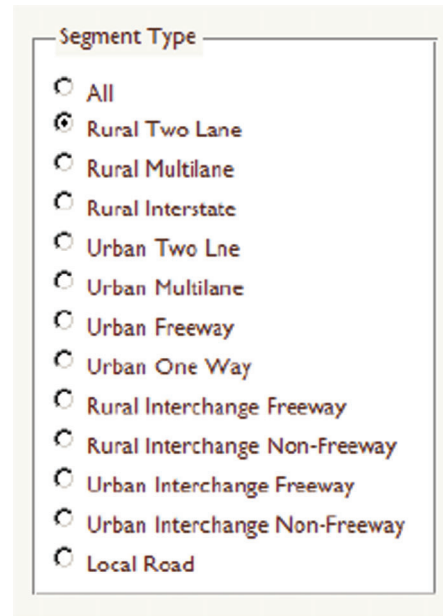 Segment Type
All
Rural Two Lane
Rural Multilane
Rural Interstate
Urban Two Lne
Urban Multilane
Urban Freeway
Urban One Way
Rural Interchange Freeway
Rural Interchange Non-Freeway
Urban Interchange Freeway
Urban Interchange Non-Freeway
Local Road